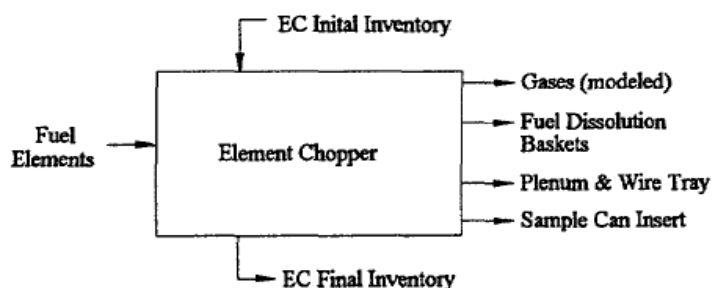 EC Inital Inventory
Gases (modeled)
Fuel
Elements
Element Chopper
Fuel Dissolution
Baskets
Plenum & Wire Tray
Sample Can Insert
EC Final Inventory